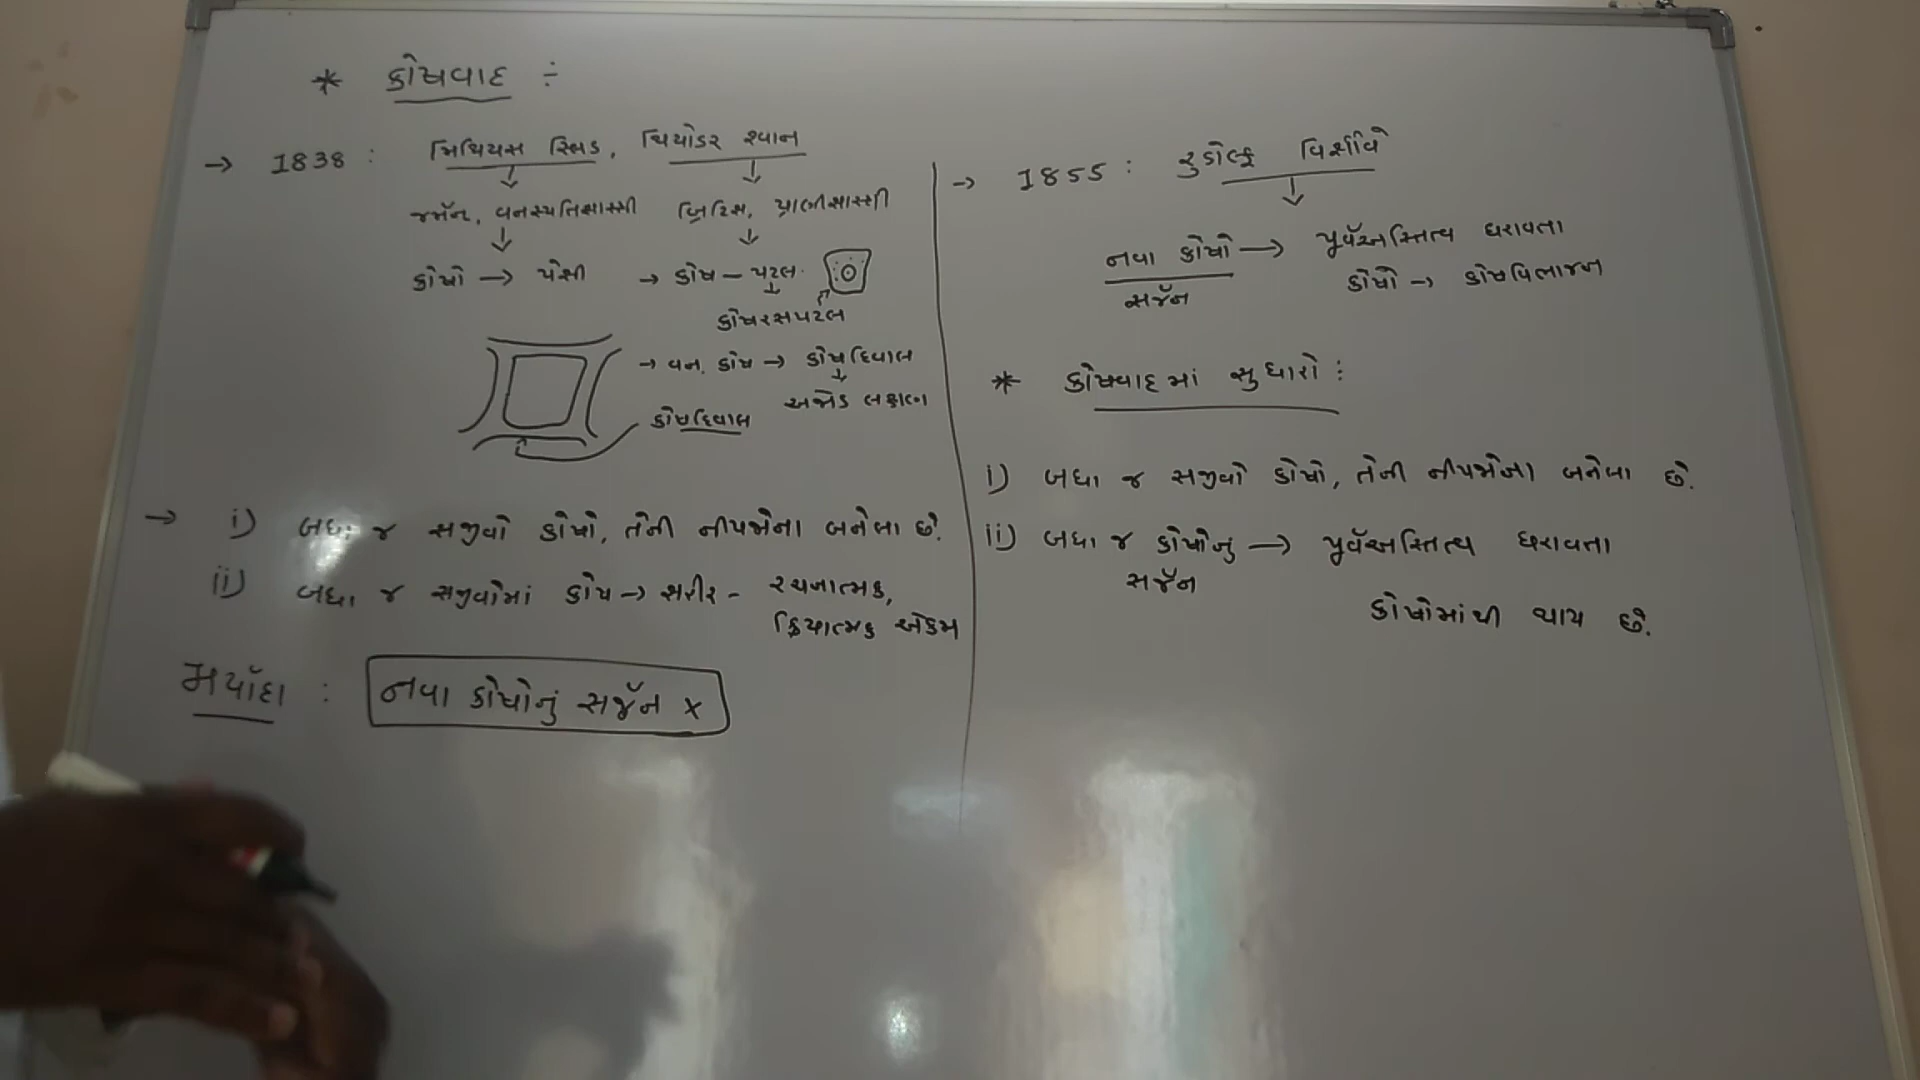 * કોષવાદ :
→ 1838 : મિથિયસ સ્લિડ, થિયોડર શ્વાન
જર્મન, વનસ્પતિશાસ્ત્રી
બ્રિટિસ, પ્રાણીશાસ્ત્રી
કોષો → પેશી
→ કોષ - પટલ
કોષરસપટલ
→ વન. કોષ → કોષદિવાલ
અજોડ લક્ષણ
કોષદિવાલ
→ i) બધા જ સજીવો કોષો, તેની નીપજોના બનેલા છે.
ii) બધા જ સજીવોમાં કોષ → શરીર - રચનાત્મક,
ક્રિયાત્મક એકમ
મર્યાદા : નવા કોષોનું સર્જન x
→ 1855 : રુડોલ્ફ વિર્શોવે
નવા કોષો → પૂર્વઅસ્તિત્વ ધરાવતા
સર્જન
કોષો → કોષવિભાજન
* કોષવાદમાં સુધારો :
i) બધા જ સજીવો કોષો, તેની નીપજોના બનેલા છે.
ii) બધા જ કોષોનુ → પૂર્વઅસ્તિત્વ ધરાવતા
સર્જન
કોષોમાંથી થાય છે.